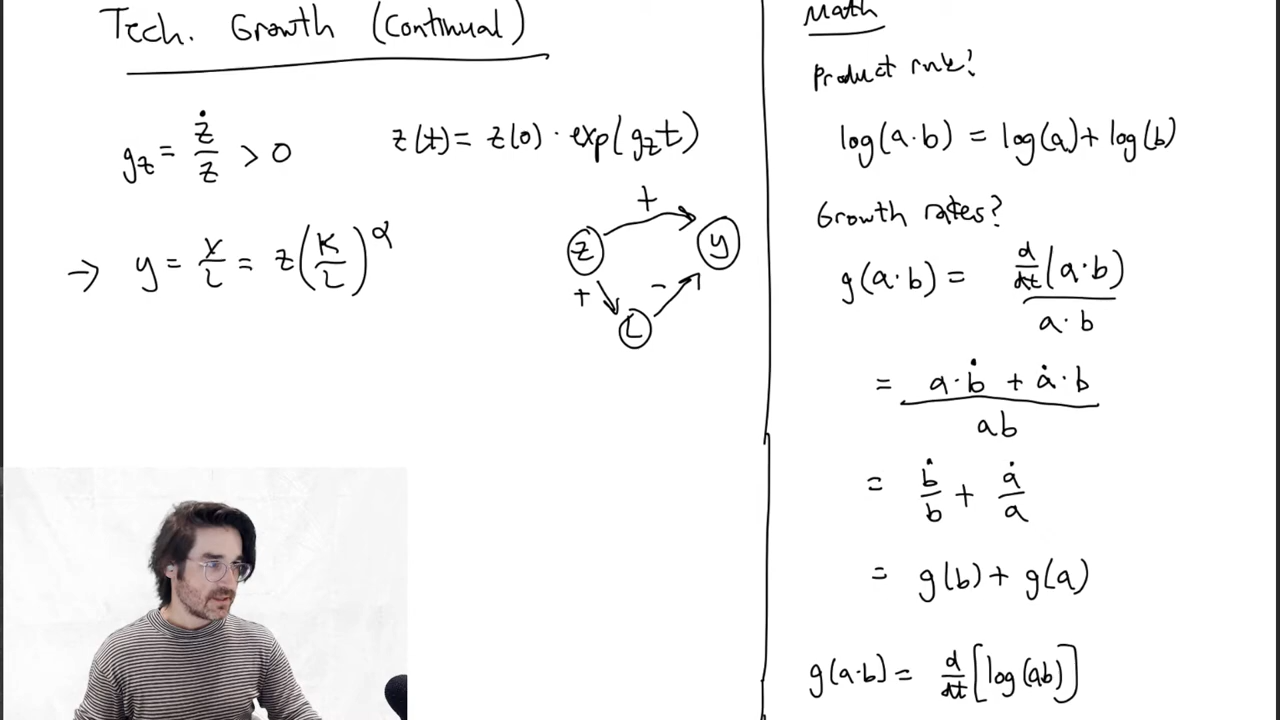 Tech. Growth (Continual)
g_z = ż/z > 0    z(t) = z(0) · exp(g_z t)
→ y = Y/L = z(K/L)^α
+
z
y
+
-
L
Math
Product rule?
log(a·b) = log(a) + log(b)
Growth rates?
g(a·b) = d/dt(a·b) / a·b
= a·ḃ + ȧ·b / ab
= ḃ/b + ȧ/a
= g(b) + g(a)
g(a·b) = d/dt[log(ab)]